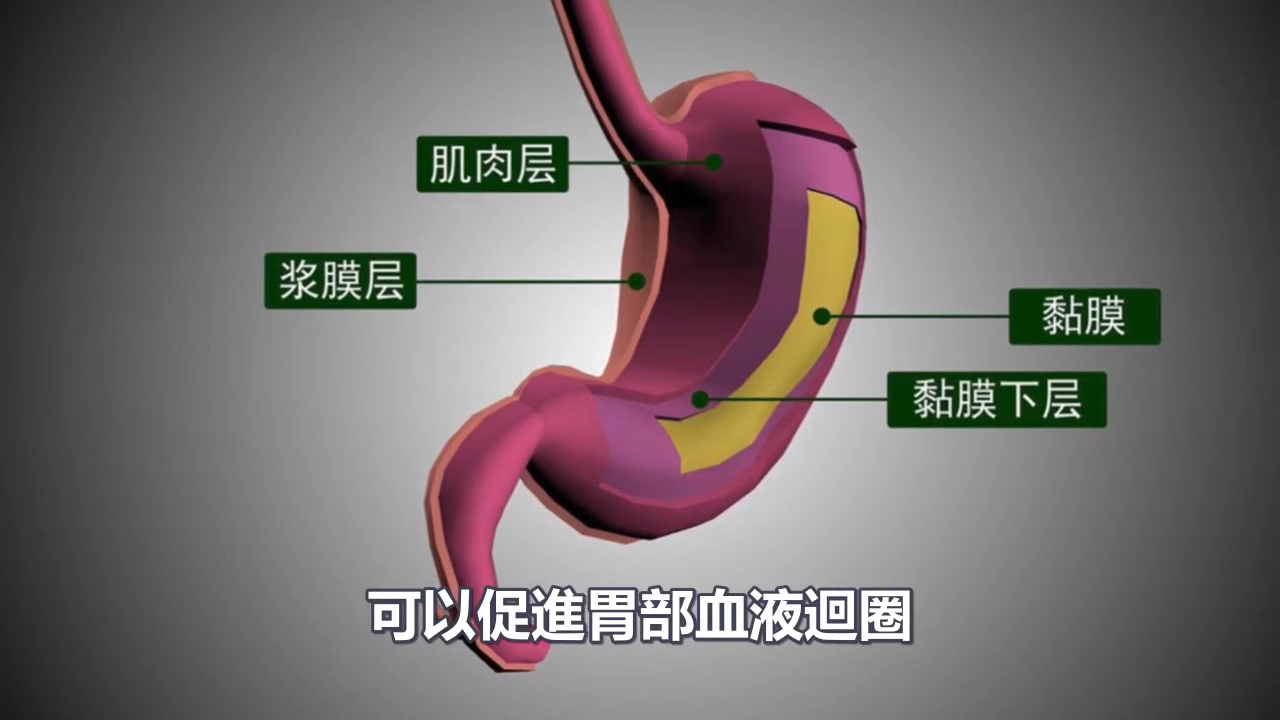 肌肉层
浆膜层
黏膜
黏膜下层
可以促進胃部血液迴圈